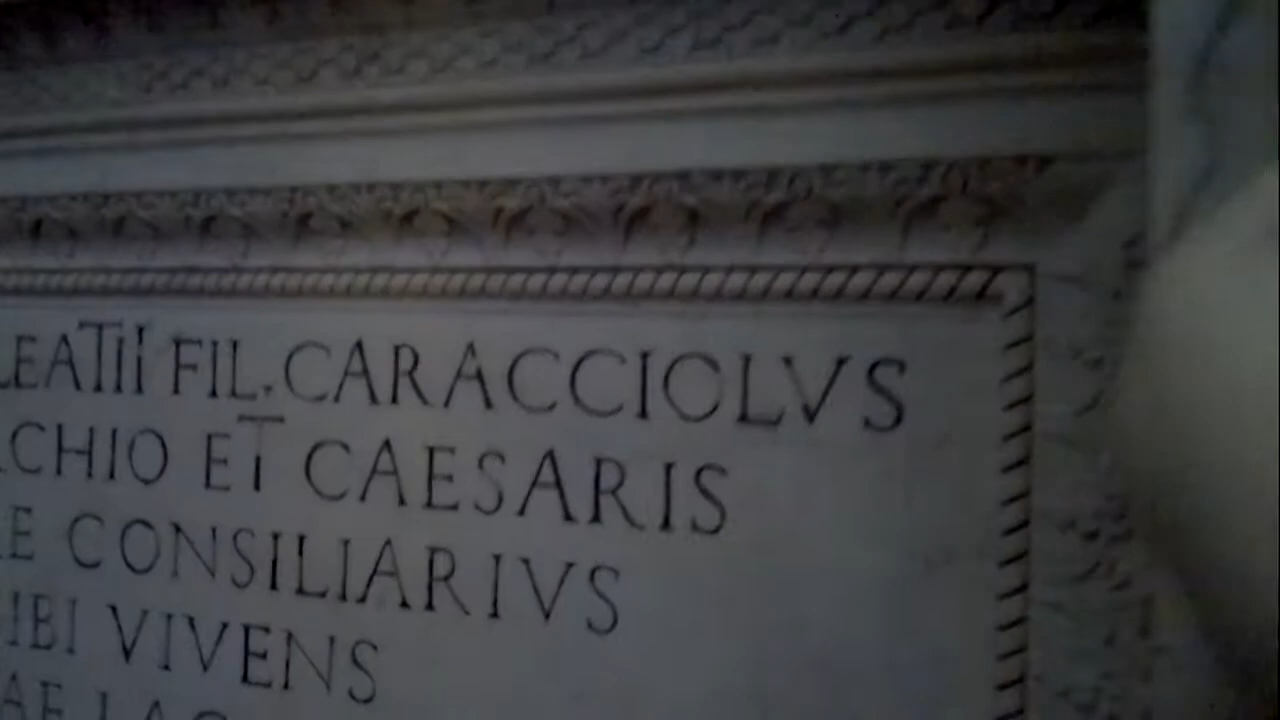 LEATII FIL. CARACCIOLVS
CHIO ET CAESARIS
E CONSILIARIVS
IBI VIVENS